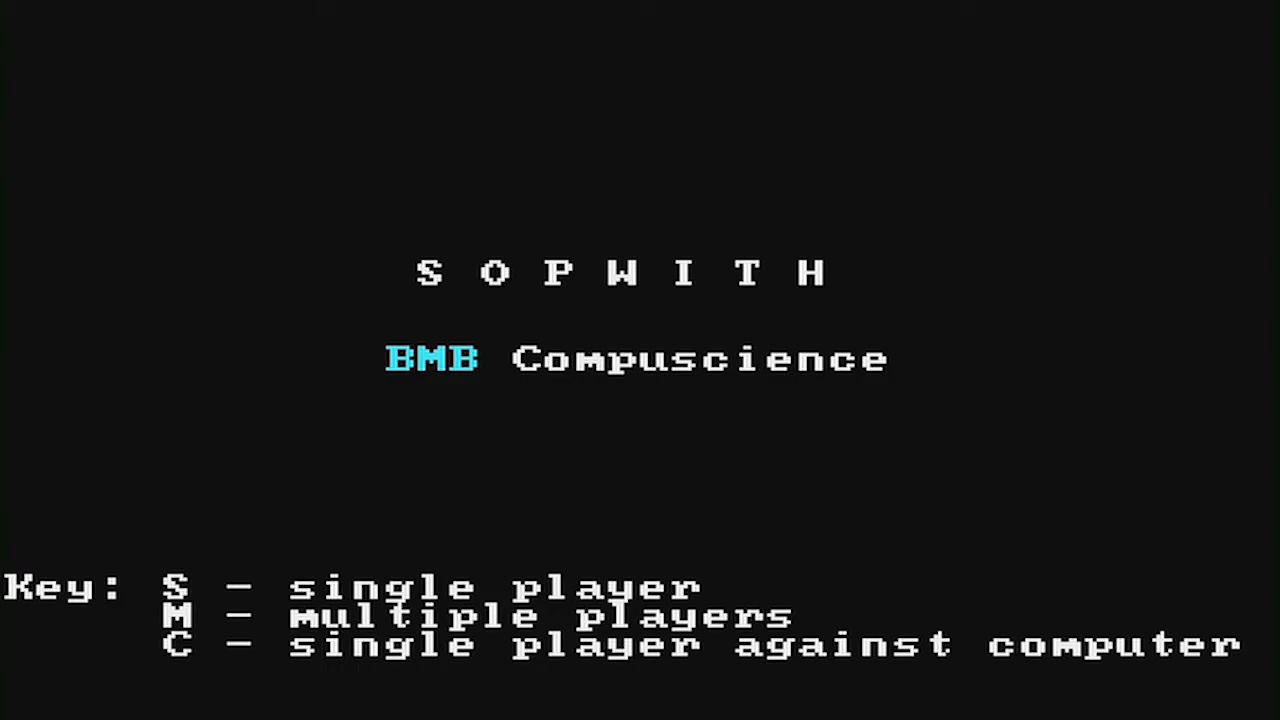 S O P W I T H
BMB Compuscience
Key: S - single player
M - multiple players
C - single player against computer